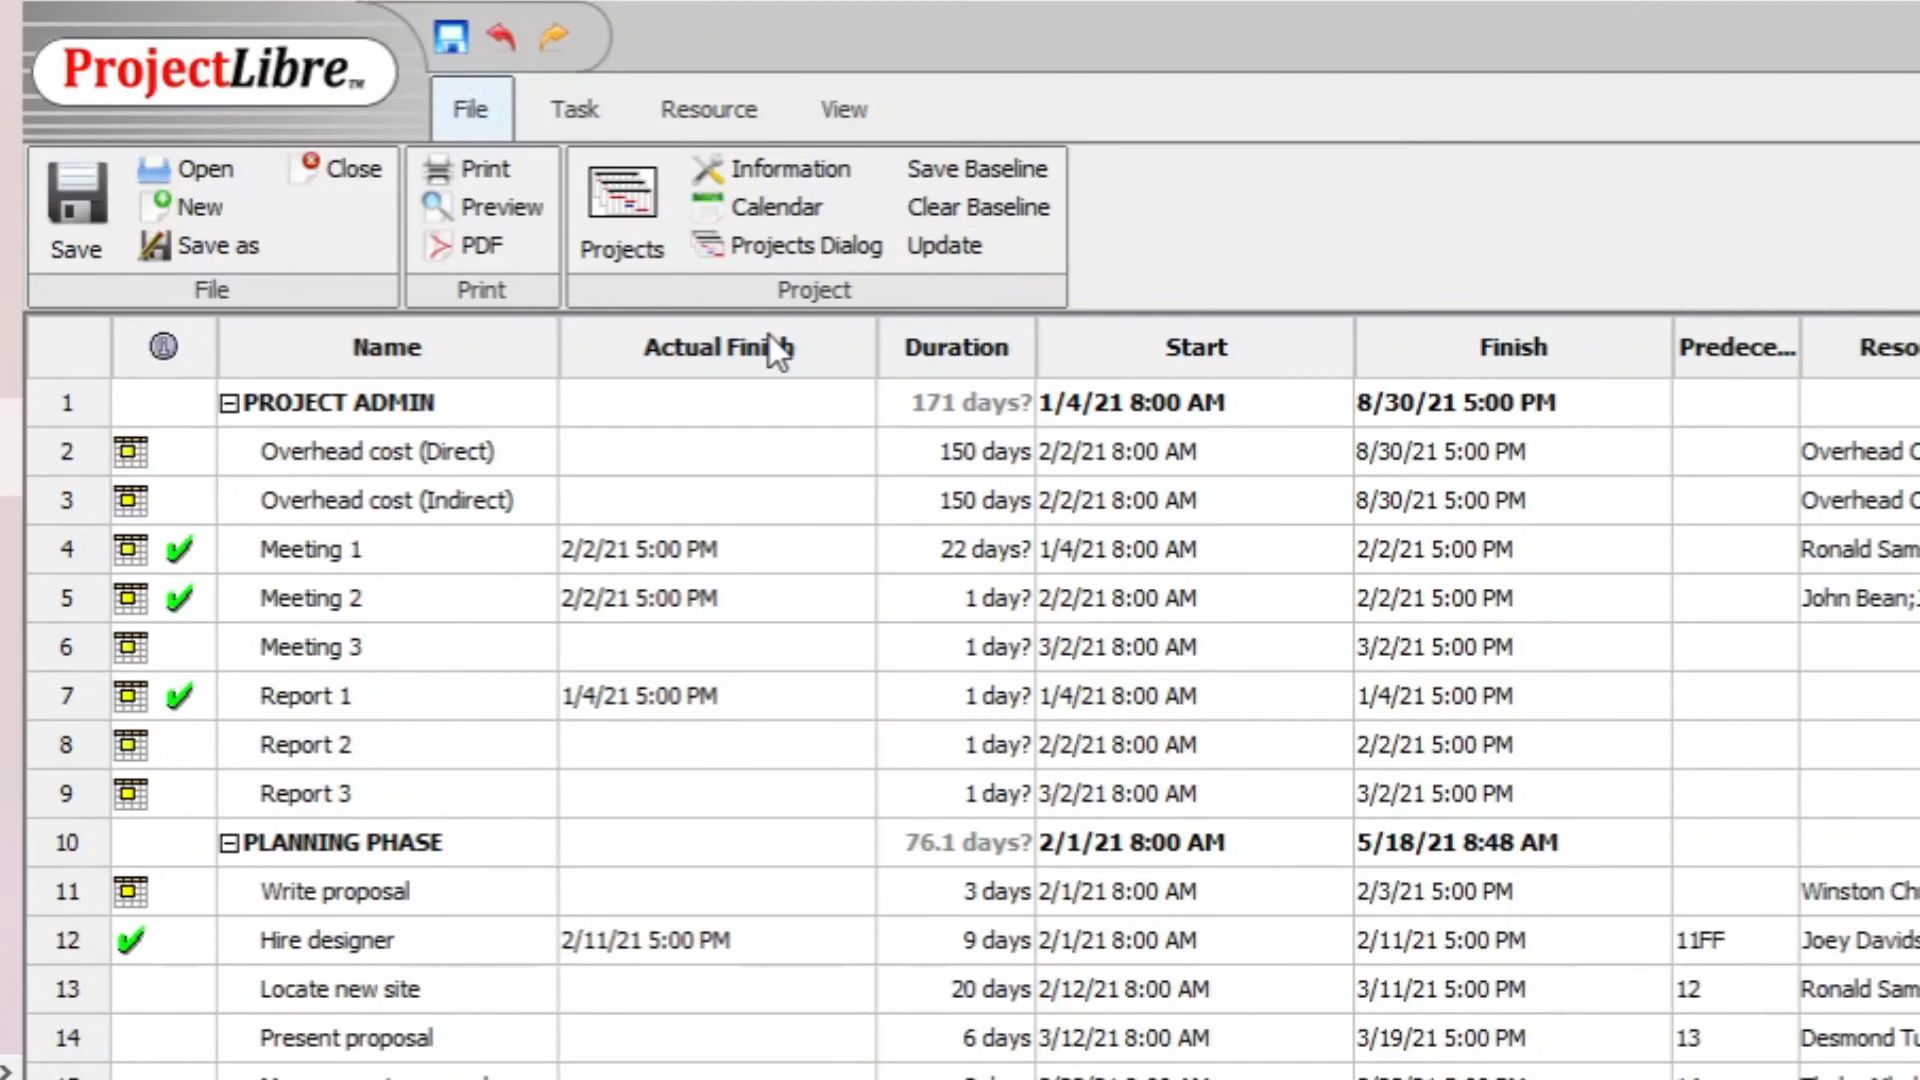 ProjectLibre™
File Task Resource View
Open Close Print Information Save Baseline
New Preview Calendar Clear Baseline
Save Save as PDF Projects Projects Dialog Update
File Print Project
Name Actual Finish Duration Start Finish Predece... Reso
1 PROJECT ADMIN 171 days? 1/4/21 8:00 AM 8/30/21 5:00 PM
2 Overhead cost (Direct) 150 days 2/2/21 8:00 AM 8/30/21 5:00 PM Overhead C
3 Overhead cost (Indirect) 150 days 2/2/21 8:00 AM 8/30/21 5:00 PM Overhead C
4 Meeting 1 2/2/21 5:00 PM 22 days? 1/4/21 8:00 AM 2/2/21 5:00 PM Ronald Sam
5 Meeting 2 2/2/21 5:00 PM 1 day? 2/2/21 8:00 AM 2/2/21 5:00 PM John Bean;
6 Meeting 3 1 day? 3/2/21 8:00 AM 3/2/21 5:00 PM
7 Report 1 1/4/21 5:00 PM 1 day? 1/4/21 8:00 AM 1/4/21 5:00 PM
8 Report 2 1 day? 2/2/21 8:00 AM 2/2/21 5:00 PM
9 Report 3 1 day? 3/2/21 8:00 AM 3/2/21 5:00 PM
10 PLANNING PHASE 76.1 days? 2/1/21 8:00 AM 5/18/21 8:48 AM
11 Write proposal 3 days 2/1/21 8:00 AM 2/3/21 5:00 PM Winston Chu
12 Hire designer 2/11/21 5:00 PM 9 days 2/1/21 8:00 AM 2/11/21 5:00 PM 11FF Joey Davids
13 Locate new site 20 days 2/12/21 8:00 AM 3/11/21 5:00 PM 12 Ronald Sam
14 Present proposal 6 days 3/12/21 8:00 AM 3/19/21 5:00 PM 13 Desmond Tu